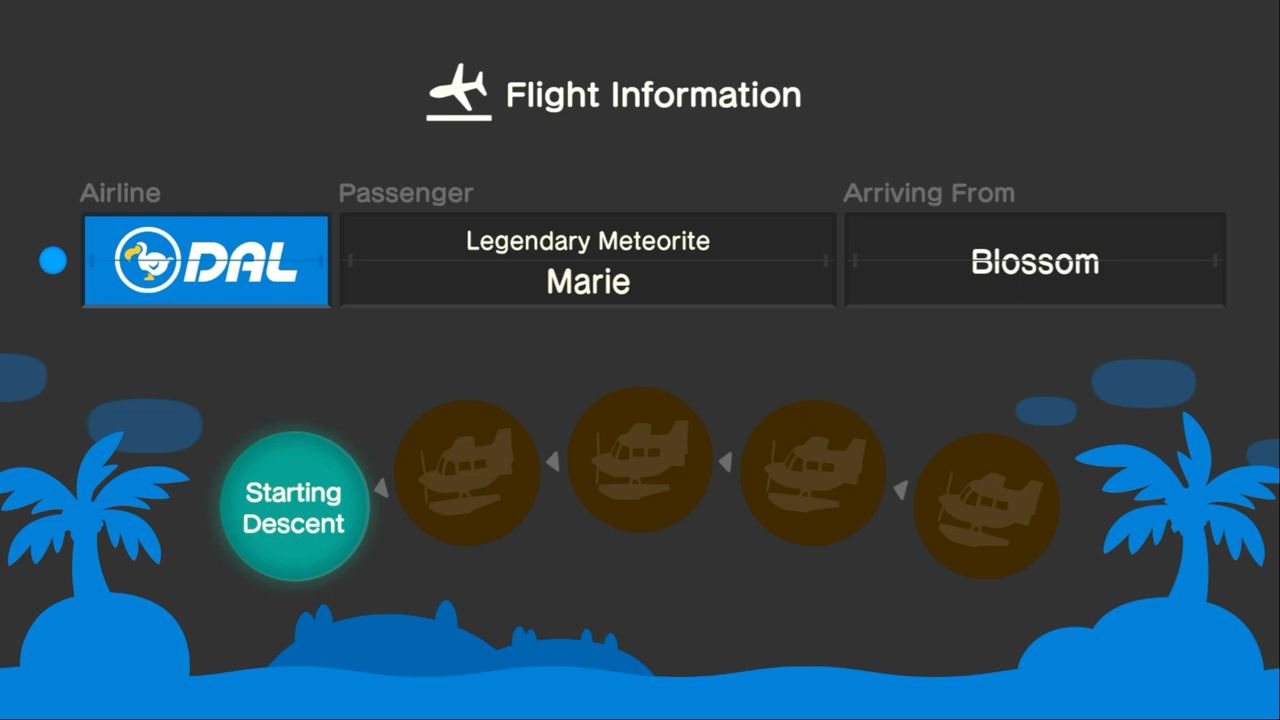 Flight Information
Airline
Passenger
Arriving From
DAL
Legendary Meteorite
Marie
Blossom
Starting
Descent